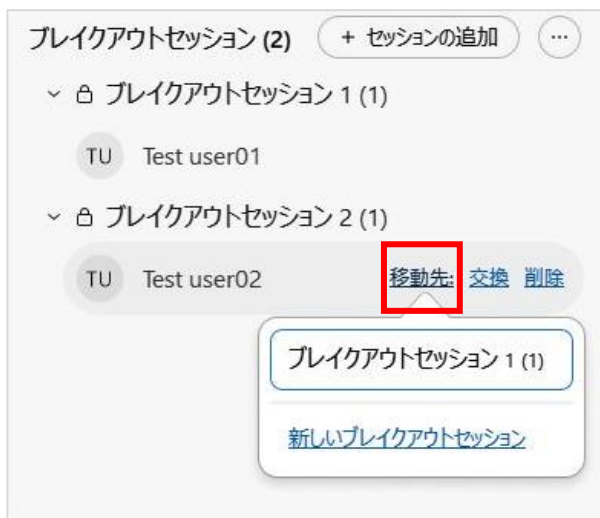 ブレイクアウトセッション (2) + セッションの追加 ...
ブレイクアウトセッション 1 (1)
TU Test user01
ブレイクアウトセッション 2 (1)
TU Test user02 移動先: 交換 削除
ブレイクアウトセッション 1 (1)
新しいブレイクアウトセッション